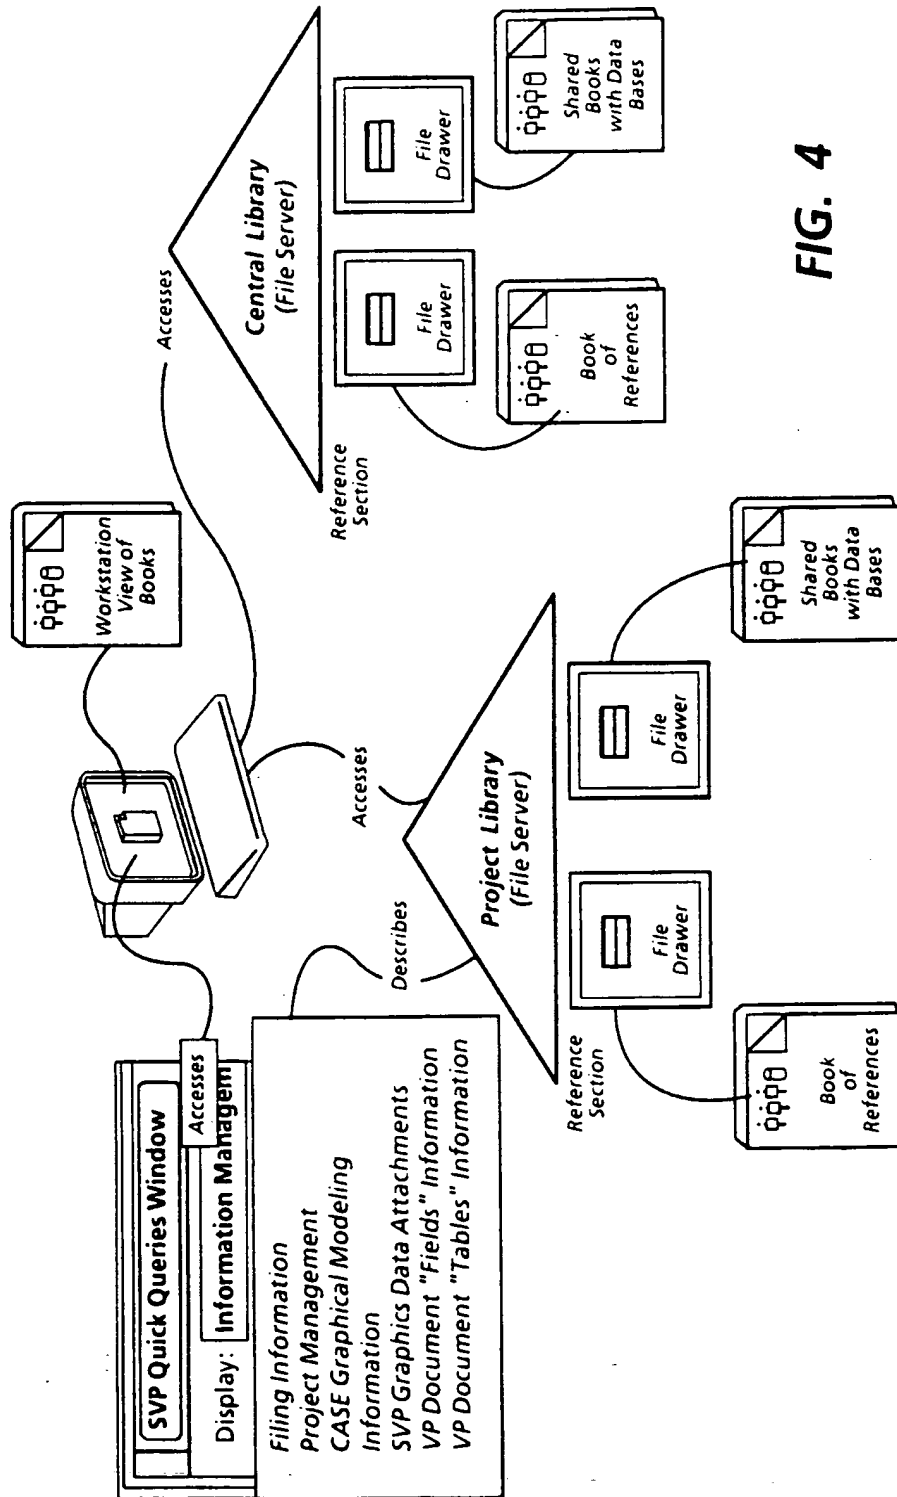 SVP Quick Queries Window
Display: Information Managem
Accesses
Filing Information
Project Management
CASE Graphical Modeling
Information
SVP Graphics Data Attachments
VP Document "Fields" Information
VP Document "Tables" Information
Describes
Workstation
View of
Books
Accesses
Accesses
Project Library
(File Server)
Reference
Section
File
Drawer
File
Drawer
Book
of
References
Shared
Books
with Data
Bases
Central Library
(File Server)
Reference
Section
File
Drawer
File
Drawer
Book
of
References
Shared
Books
with Data
Bases
FIG. 4